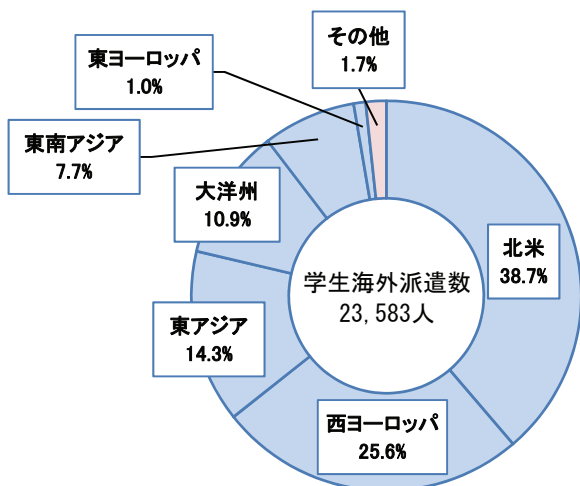 その他
1.7%
東ヨーロッパ
1.0%
東南アジア
7.7%
大洋州
10.9%
北米
38.7%
学生海外派遣数
23,583人
東アジア
14.3%
西ヨーロッパ
25.6%